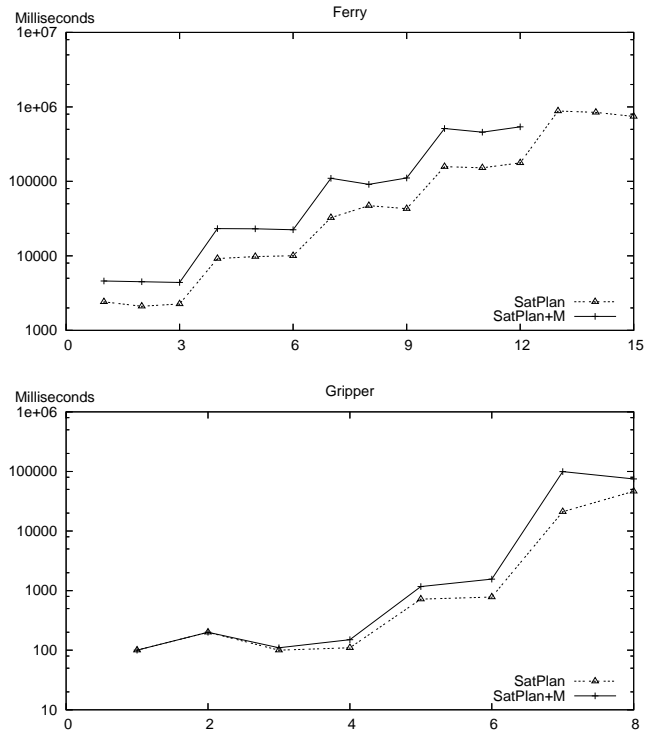 Ferry
Milliseconds
1e+07
1e+06
100000
10000
1000
0 3 6 9 12 15
SatPlan
SatPlan+M
Gripper
Milliseconds
1e+06
100000
10000
1000
100
10
0 2 4 6 8
SatPlan
SatPlan+M